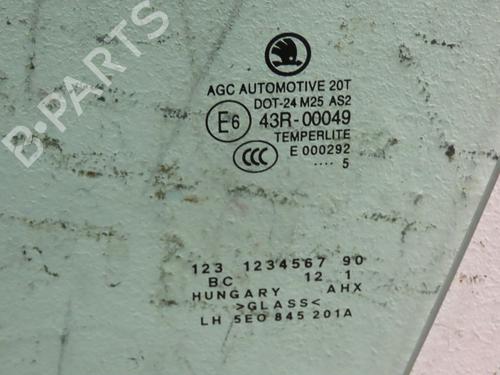 B-PARTS
AGC AUTOMOTIVE 20T
DOT-24 M25 AS2
E6 43R-00049
TEMPERLITE
CCC E 000292
.... 5
123 1234567 90
BC 12 1
HUNGARY AHX
>GLASS<
LH 5E0 845 201A